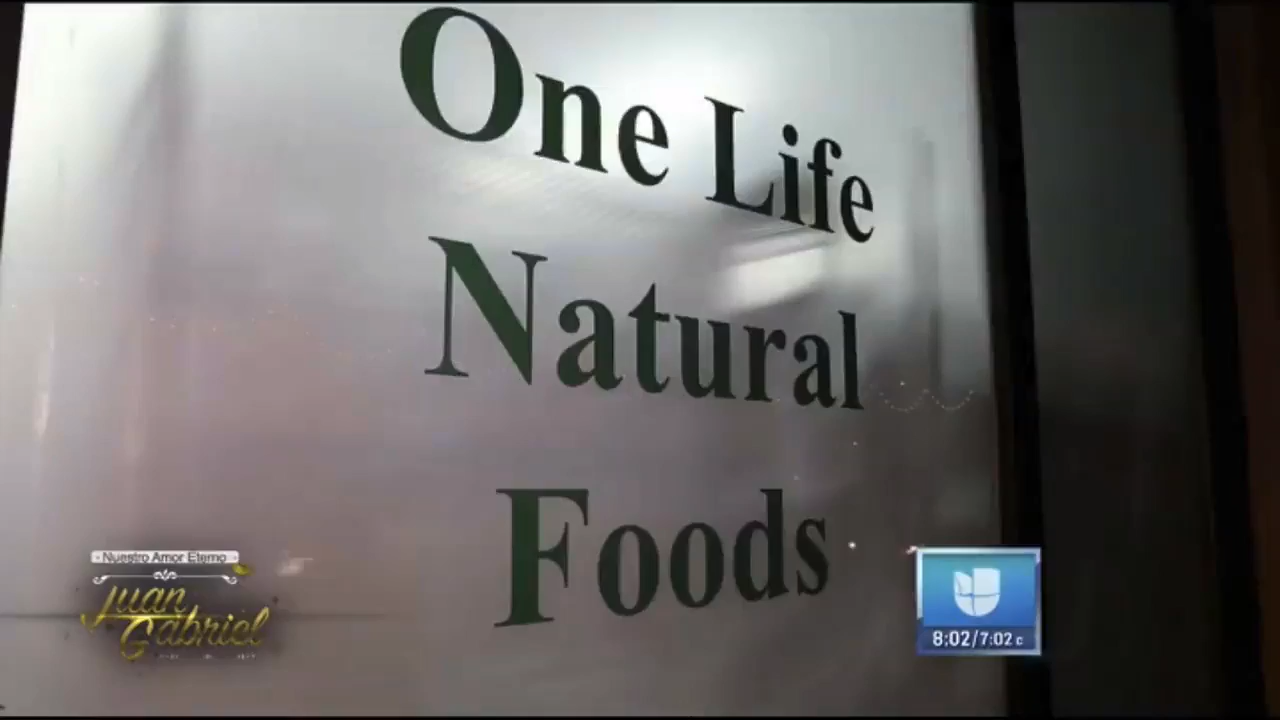 One Life
Natural
Foods
Nuestro Amor Eterno
Juan
Gabriel
8:02/7:02 c